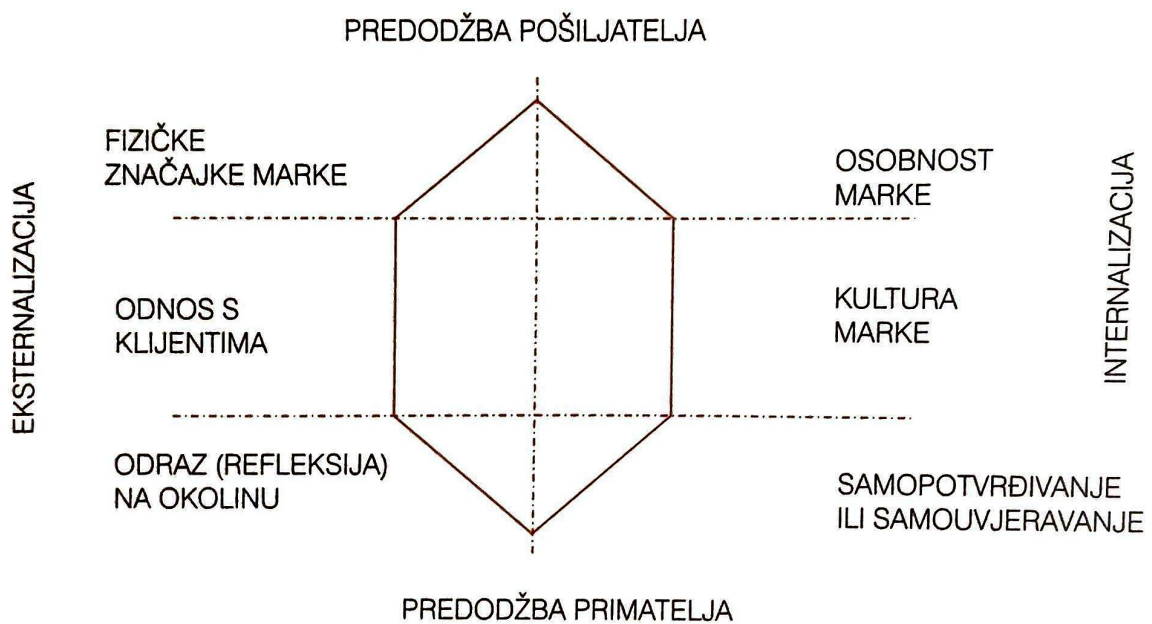 PREDODŽBA POŠILJATELJA
FIZIČKE
ZNAČAJKE MARKE
OSOBNOST
MARKE
EKSTERNALIZACIJA
INTERNALIZACIJA
ODNOS S
KLIJENTIMA
KULTURA
MARKE
ODRAZ (REFLEKSIJA)
NA OKOLINU
SAMOPOTVRĐIVANJE
ILI SAMOUVJERAVANJE
PREDODŽBA PRIMATELJA